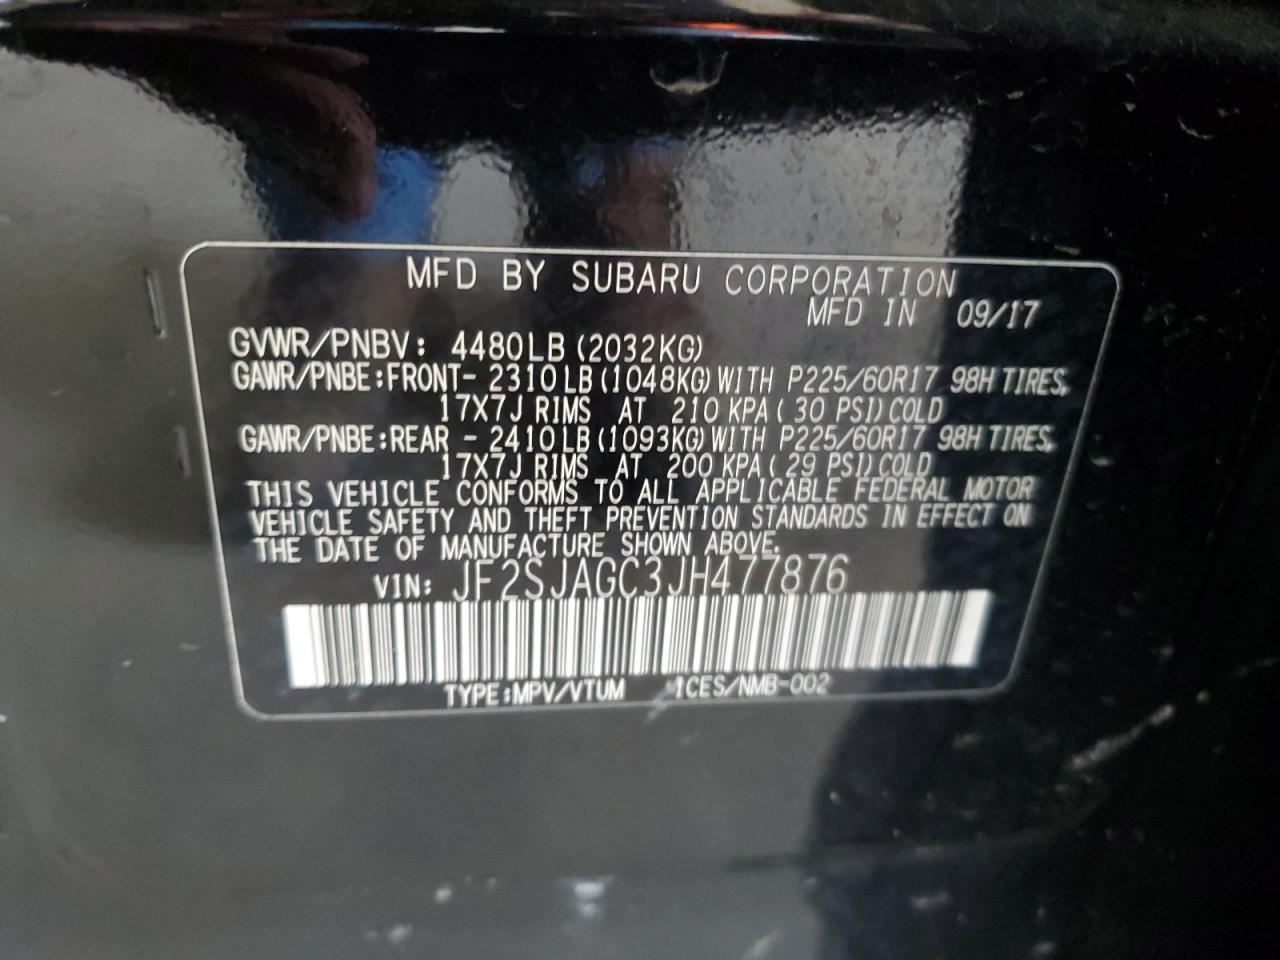 MFD BY SUBARU CORPORATION
MFD IN 09/17
GVWR/PNBV: 4480LB (2032KG)
GAWR/PNBE:FRONT- 2310LB (1048KG) WITH P225/60R17 98H TIRES,
17X7J RIMS AT 210 KPA ( 30 PSI) COLD
GAWR/PNBE:REAR - 2410LB (1093KG) WITH P225/60R17 98H TIRES,
17X7J RIMS AT 200 KPA ( 29 PSI) COLD
THIS VEHICLE CONFORMS TO ALL APPLICABLE FEDERAL MOTOR
VEHICLE SAFETY AND THEFT PREVENTION STANDARDS IN EFFECT ON
THE DATE OF MANUFACTURE SHOWN ABOVE.
VIN: JF2SJAGC3JH477876
TYPE:MPV/VTUM 1CES/NMB-002